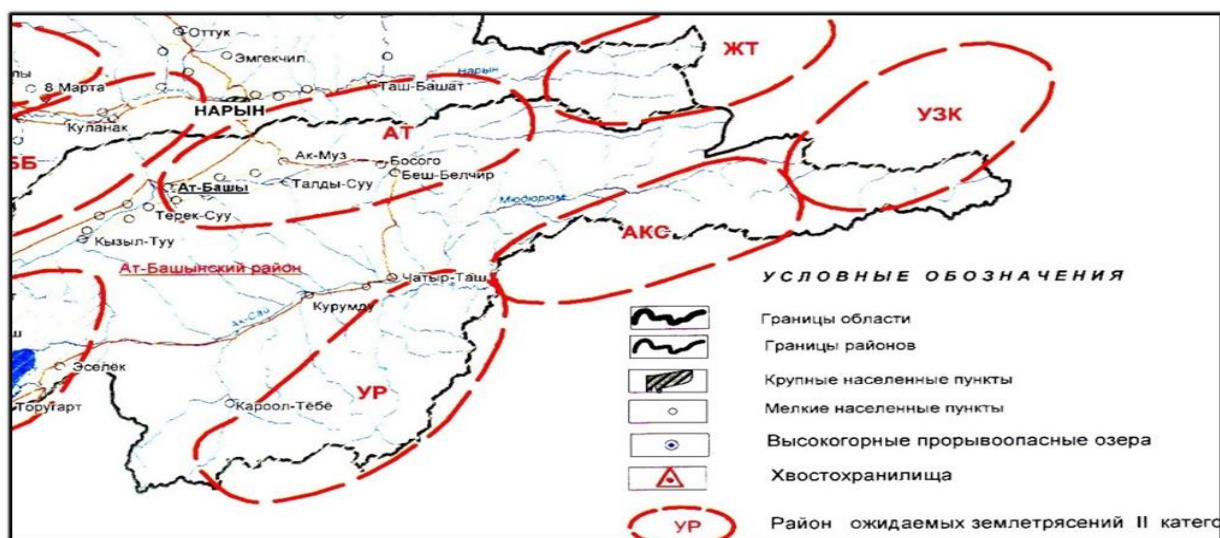 Оттук
Эмгекчил
ЖТ
Нарын
8 Марта
Таш-Башат
НАРЫН
УЗК
Куланак
АТ
ББ
Ак-Муз
Босого
Беш-Белчир
Ат-Башы
Талды-Суу
Мюдюрюм
Терек-Суу
АКС
Кызыл-Туу
Ат-Башынский район
Чатыр-Таш
УСЛОВНЫЕ ОБОЗНАЧЕНИЯ
Курумду
Ак-Сай
Границы области
Границы районов
Эселёк
Крупные населенные пункты
УР
Кароол-Тёбё
Торугарт
Мелкие населенные пункты
Высокогорные прорывоопасные озера
Хвостохранилища
УР
Район ожидаемых землетрясений II катего